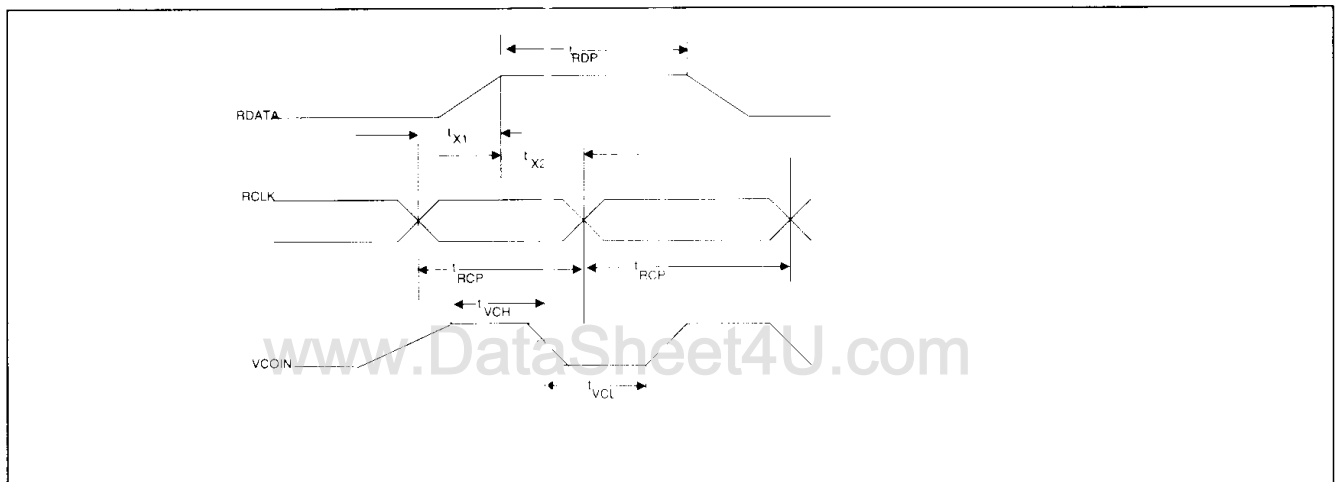 tRDP
RDATA
tX1
tX2
RCLK
tRCP
tRCP
tVCH
www.DataSheet4U.com
VCOIN
tVCL